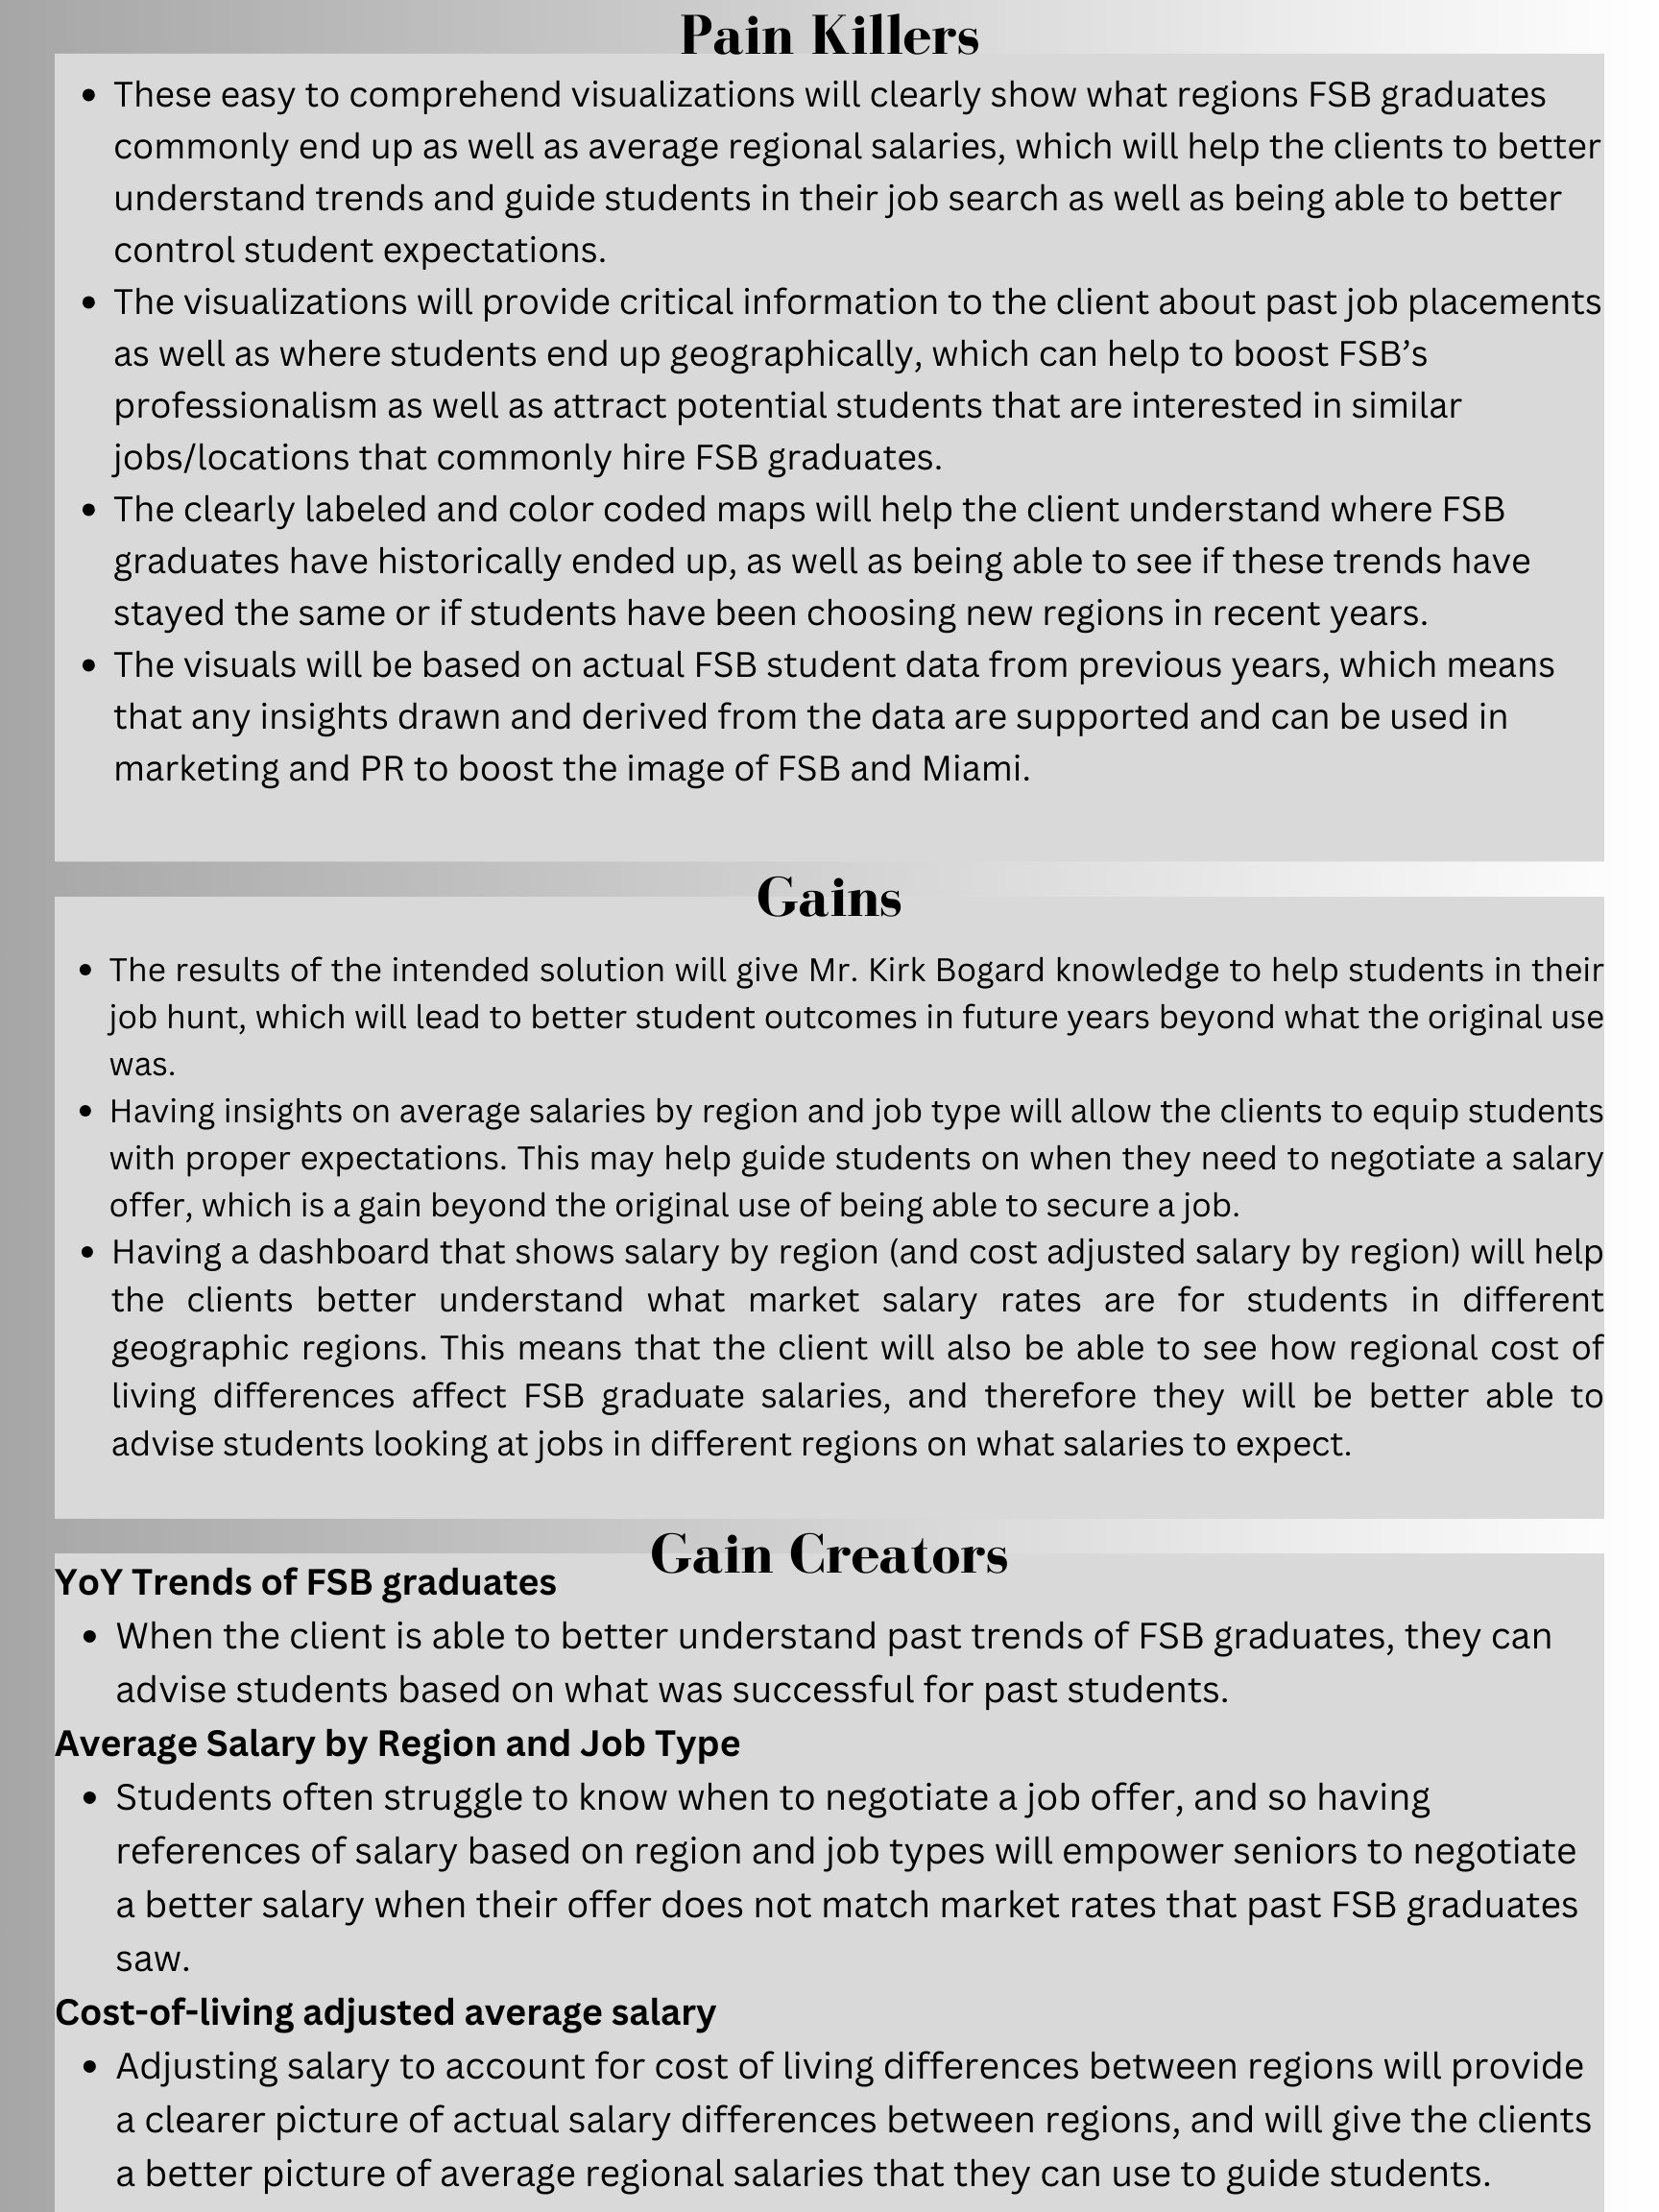 Pain Killers
• These easy to comprehend visualizations will clearly show what regions FSB graduates
commonly end up as well as average regional salaries, which will help the clients to better
understand trends and guide students in their job search as well as being able to better
control student expectations.
• The visualizations will provide critical information to the client about past job placements
as well as where students end up geographically, which can help to boost FSB’s
professionalism as well as attract potential students that are interested in similar
jobs/locations that commonly hire FSB graduates.
• The clearly labeled and color coded maps will help the client understand where FSB
graduates have historically ended up, as well as being able to see if these trends have
stayed the same or if students have been choosing new regions in recent years.
• The visuals will be based on actual FSB student data from previous years, which means
that any insights drawn and derived from the data are supported and can be used in
marketing and PR to boost the image of FSB and Miami.
Gains
• The results of the intended solution will give Mr. Kirk Bogard knowledge to help students in their
job hunt, which will lead to better student outcomes in future years beyond what the original use
was.
• Having insights on average salaries by region and job type will allow the clients to equip students
with proper expectations. This may help guide students on when they need to negotiate a salary
offer, which is a gain beyond the original use of being able to secure a job.
• Having a dashboard that shows salary by region (and cost adjusted salary by region) will help
the clients better understand what market salary rates are for students in different
geographic regions. This means that the client will also be able to see how regional cost of
living differences affect FSB graduate salaries, and therefore they will be better able to
advise students looking at jobs in different regions on what salaries to expect.
Gain Creators
YoY Trends of FSB graduates
• When the client is able to better understand past trends of FSB graduates, they can
advise students based on what was successful for past students.
Average Salary by Region and Job Type
• Students often struggle to know when to negotiate a job offer, and so having
references of salary based on region and job types will empower seniors to negotiate
a better salary when their offer does not match market rates that past FSB graduates
saw.
Cost-of-living adjusted average salary
• Adjusting salary to account for cost of living differences between regions will provide
a clearer picture of actual salary differences between regions, and will give the clients
a better picture of average regional salaries that they can use to guide students.